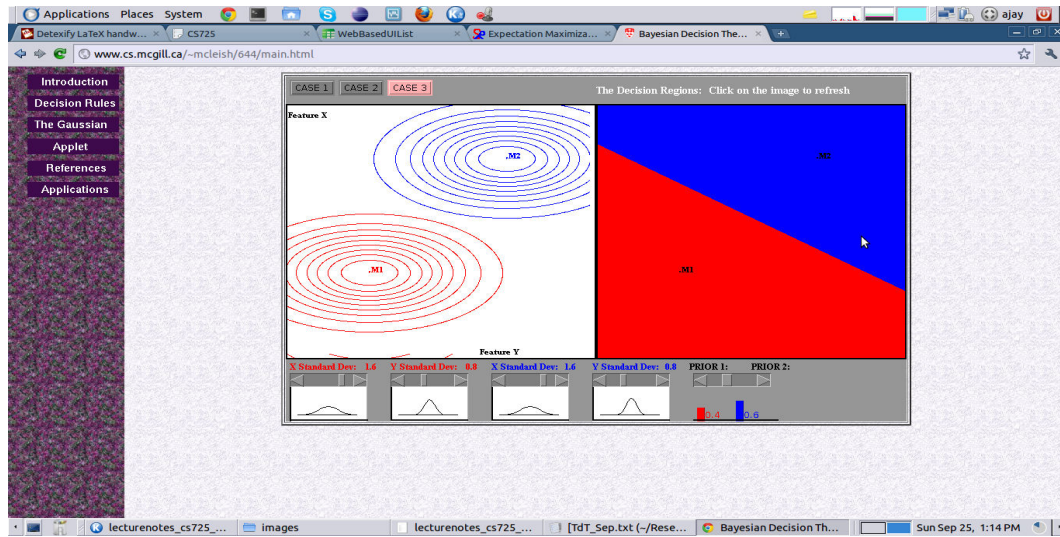 Applications Places System ajay
Detexify LaTeX handw... CS725 WebBasedUIList Expectation Maximiza... Bayesian Decision The...
www.cs.mcgill.ca/~mcleish/644/main.html
Introduction
Decision Rules
The Gaussian
Applet
References
Applications
CASE 1 CASE 2 CASE 3
The Decision Regions: Click on the image to refresh
Feature X
.M2
.M1
Feature Y
.M2
.M1
X Standard Dev: 1.6 Y Standard Dev: 0.8 X Standard Dev: 1.6 Y Standard Dev: 0.8 PRIOR 1: PRIOR 2:
0.4 0.6
lecturenotes_cs725_... images lecturenotes_cs725_... [TdT_Sep.txt (~/Rese... Bayesian Decision Th... Sun Sep 25, 1:14 PM